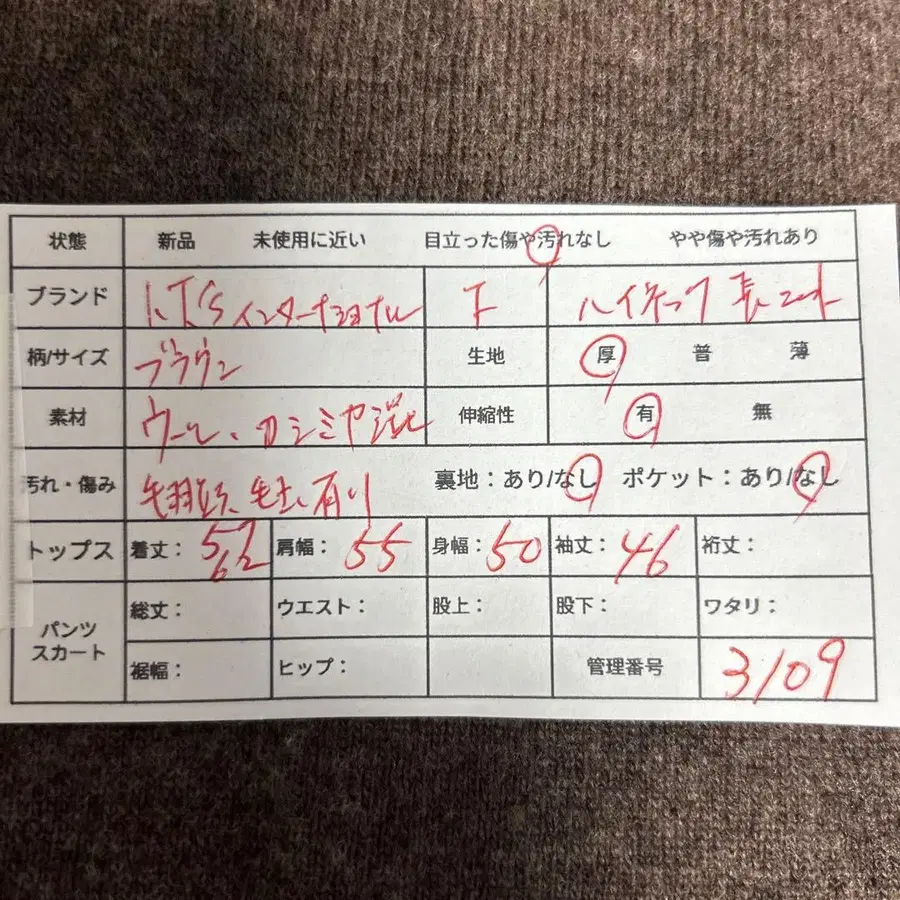 状態 新品 未使用に近い 目立った傷や汚れなし やや傷や汚れあり
ブランド インターナショナル 下 ハイネック 長 ニット
柄/サイズ ブラウン 生地 厚 普 薄
素材 ウール、カシミヤ混 伸縮性 有 無
汚れ・傷み 毛羽立ち、毛玉有り 裏地：あり/なし ポケット：あり/なし
トップス 着丈： 57 肩幅： 55 身幅： 50 袖丈： 46 裄丈：
62
パンツ 総丈： ウエスト： 股上： 股下： ワタリ：
スカート 裾幅： ヒップ： 管理番号 3109